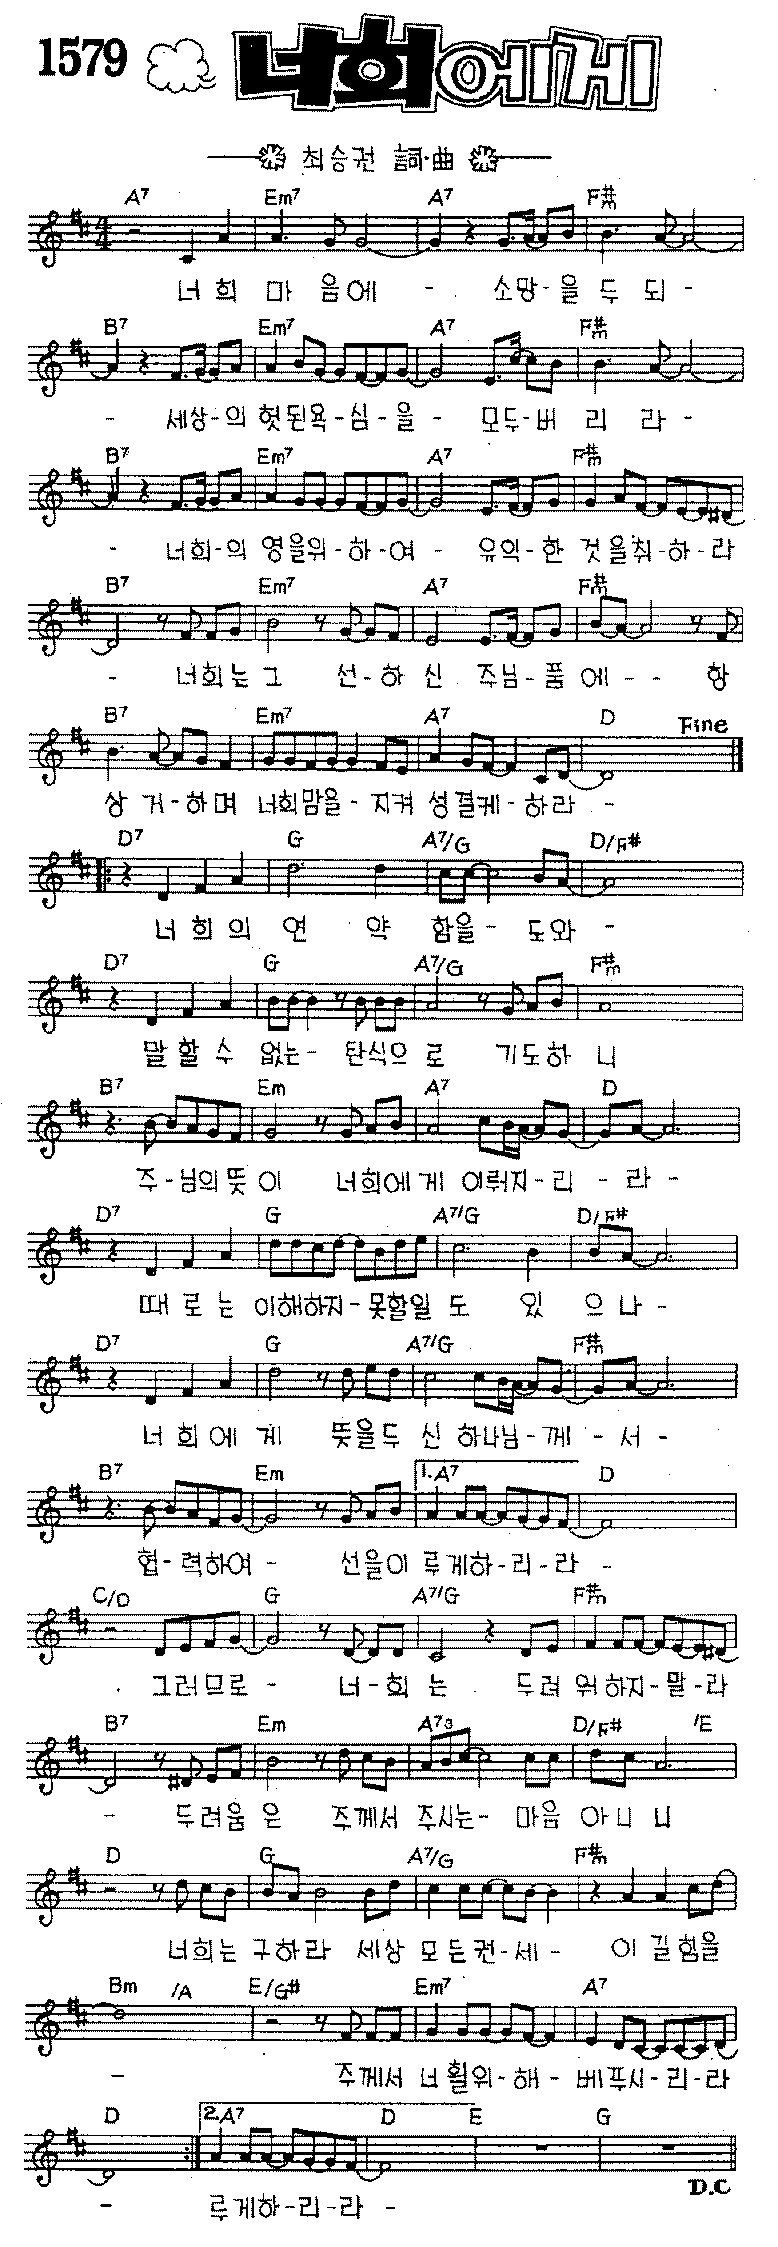 1579 너희에게
최승권 詞·曲
A7 Em7 A7 F#m
너 희 마 음에 - 소망-을 두 되 -
B7 Em7 A7 F#m
- 세상-의 헛된욕-심-을- 모두-버 리 라 -
B7 Em7 A7 F#m
- 너희-의 영을위-하-여- 유익-한 것을취-하-라
B7 Em7 A7 F#m
- 너희는그 선-하 신 주님-품 에-- 항
B7 Em7 A7 D Fine
상 거-하며 너희맘을-지켜 성결케-하라 -
D7 G A7/G D/F#
너 희 의 연 약 함을- 도와-
D7 G A7/G F#m
말 할 수 없는- 탄식으 로 기도하 니
B7 Em A7 D
주-님의 뜻 이 너희에 게 이뤄지-리 - 라 -
D7 G A7/G D/F#
때 로 는 이해하지-못할일 도 있 으 나-
D7 G A7/G F#m
너 희 에 게 뜻을두 신 하나님-께 - 서 -
B7 Em 1.A7 D
협-력하여- 선을이 루게하-리-라 -
C/D G A7/G F#m
그러므로- 너-희 는 두려 워하지-말-라
B7 Em A7 3 D/F# /E
- 두려움 은 주께서 주시는- 마음 아니 니
D G A7/G F#m
너희는 구하라 세상 모든권-세- 이 길힘을
Bm /A E/G# Em7 A7
- 주께서 너 휠위-해- 베푸시-리-라
D 2.A7 D E G
- 루게하-리-라 -
D.C